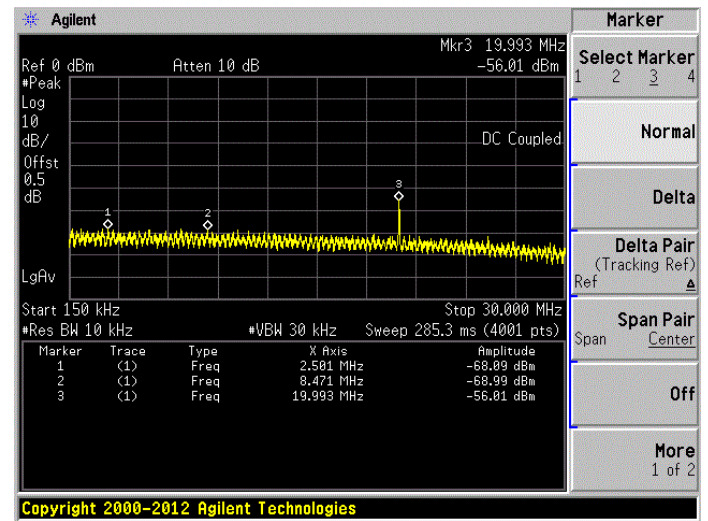 Agilent
Marker
Mkr3 19.993 MHz
Ref 0 dBm Atten 10 dB -56.01 dBm
#Peak
Log
10
dB/
Offst
0.5
dB
DC Coupled
1
2
3
LgAv
Start 150 kHz Stop 30.000 MHz
#Res BW 10 kHz #VBW 30 kHz Sweep 285.3 ms (4001 pts)
Marker Trace Type X Axis Amplitude
1 (1) Freq 2.501 MHz -68.09 dBm
2 (1) Freq 8.471 MHz -68.99 dBm
3 (1) Freq 19.993 MHz -56.01 dBm
Select Marker
1 2 3 4
Normal
Delta
Delta Pair
(Tracking Ref)
Ref Δ
Span Pair
Span Center
Off
More
1 of 2
Copyright 2000-2012 Agilent Technologies